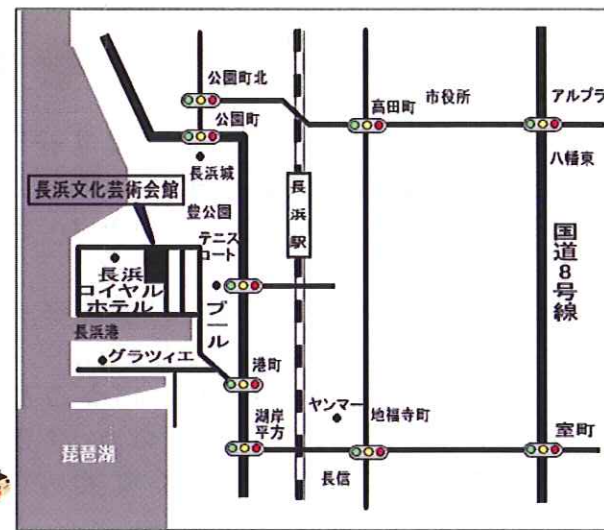 公園町北
公園町
高田町
市役所
アルプラ
八幡東
長浜城
長浜文化芸術会館
豊公園
長浜駅
テニス
コート
国道8号線
長浜
ロイヤル
ホテル
プール
長浜港
グラツィエ
港町
湖岸
平方
ヤンマー
地福寺町
室町
琵琶湖
長信